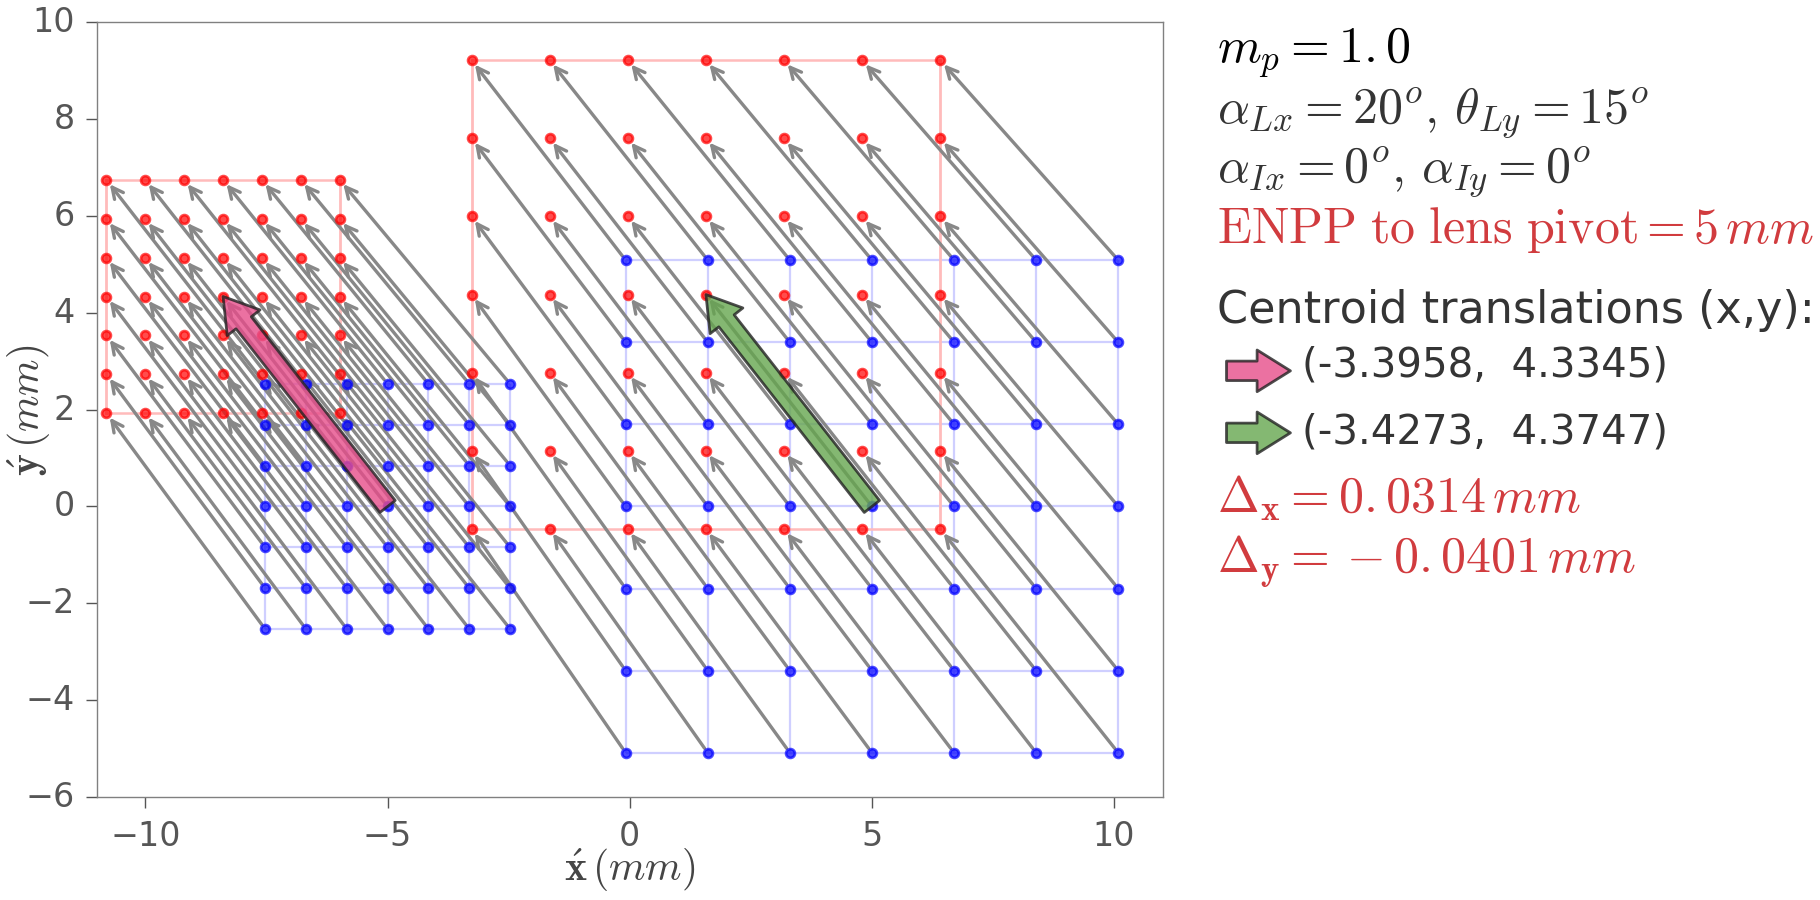 10
8
6
4
2
0
−2
−4
−6
ý (mm)
−10 −5 0 5 10
x́ (mm)
m_p = 1.0
α_Lx = 20°, θ_Ly = 15°
α_Ix = 0°, α_Iy = 0°
ENPP to lens pivot = 5 mm
Centroid translations (x,y):
(-3.3958, 4.3345)
(-3.4273, 4.3747)
Δ_x = 0.0314 mm
Δ_y = −0.0401 mm